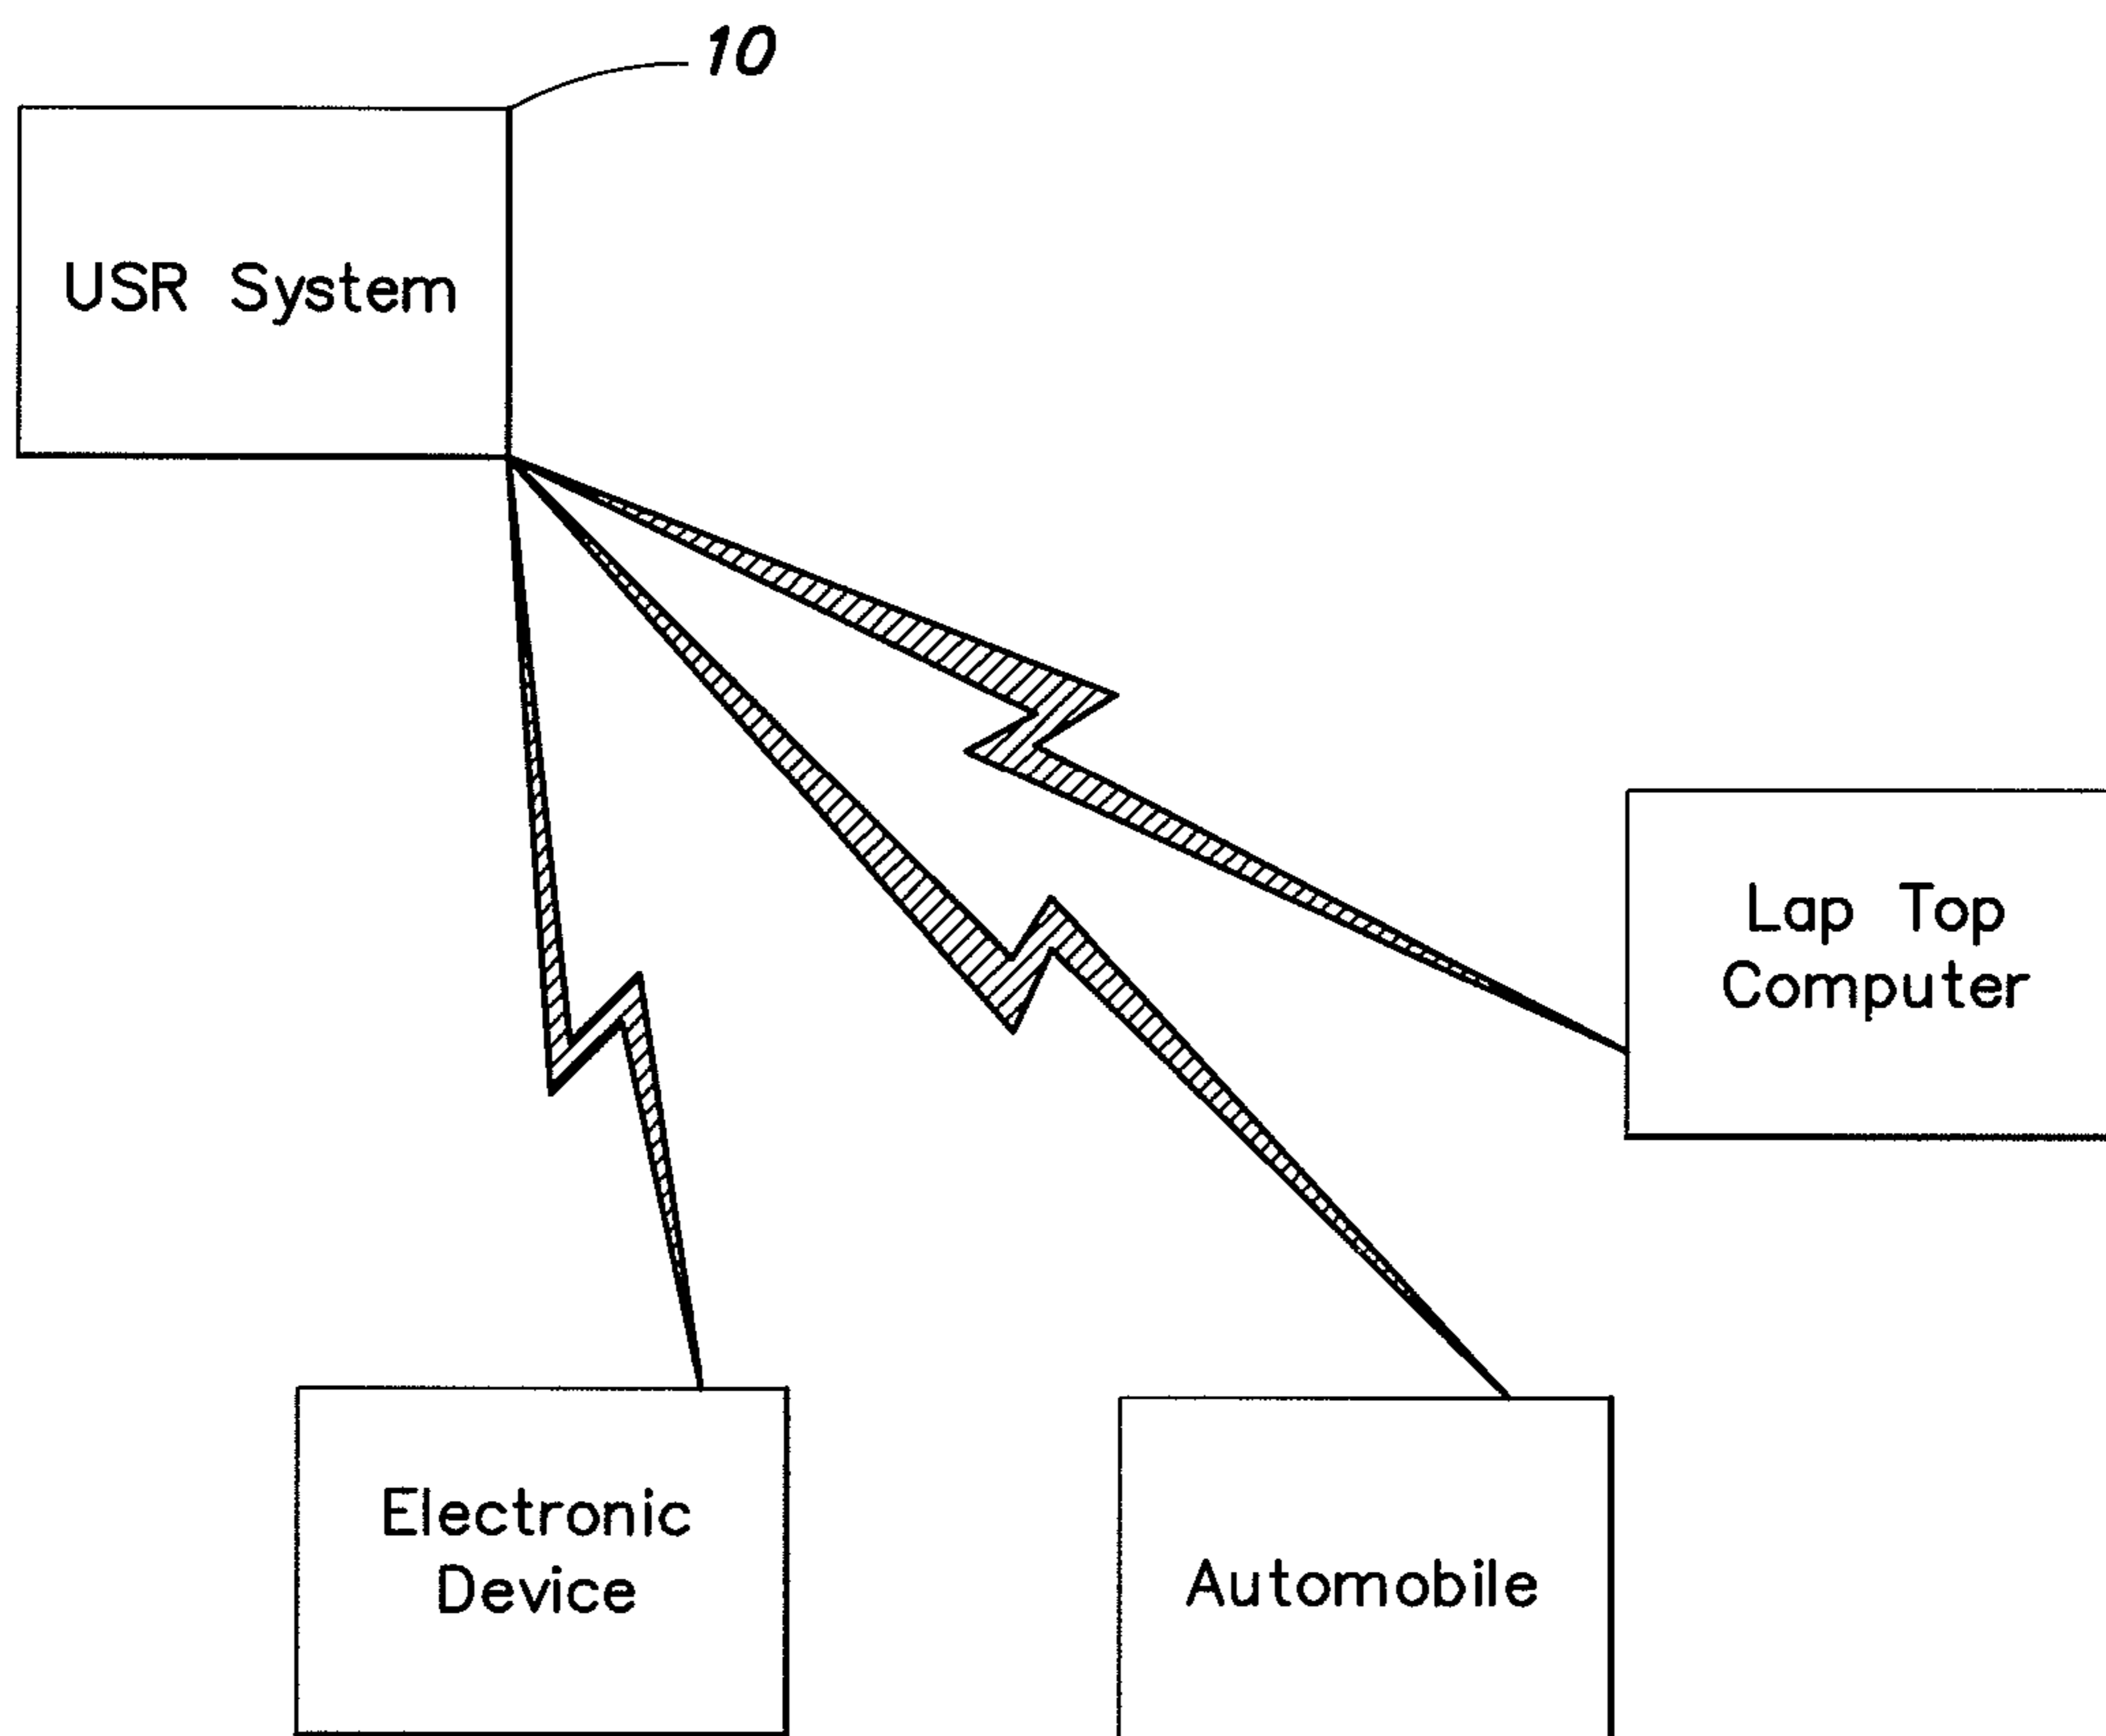 10
USR System
Lap Top
Computer
Electronic
Device
Automobile